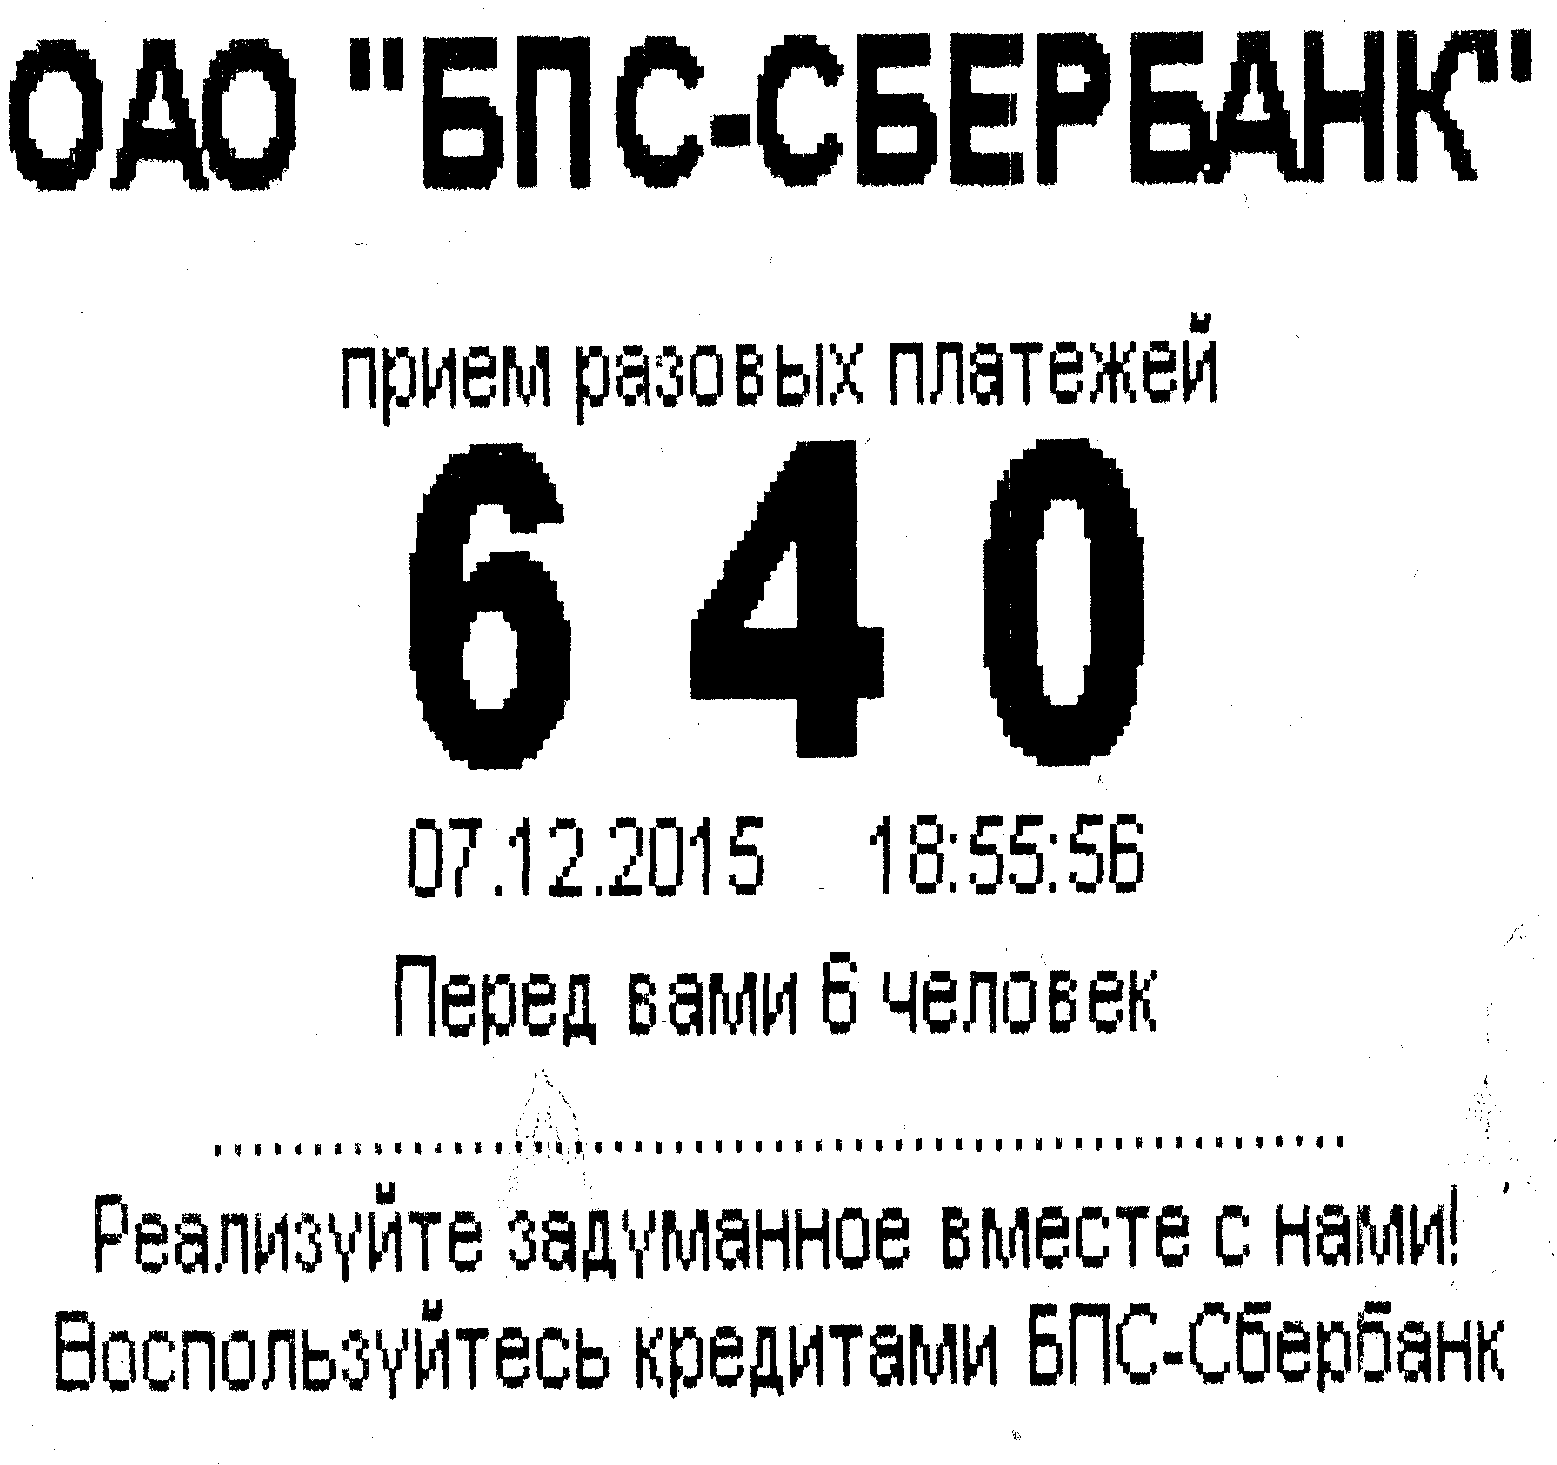 ОАО "БПС-СБЕРБАНК"
прием разовых платежей
640
07.12.2015 18:55:56
Перед вами 6 человек
.........................................................
Реализуйте задуманное вместе с нами!
Воспользуйтесь кредитами БПС-Сбербанк